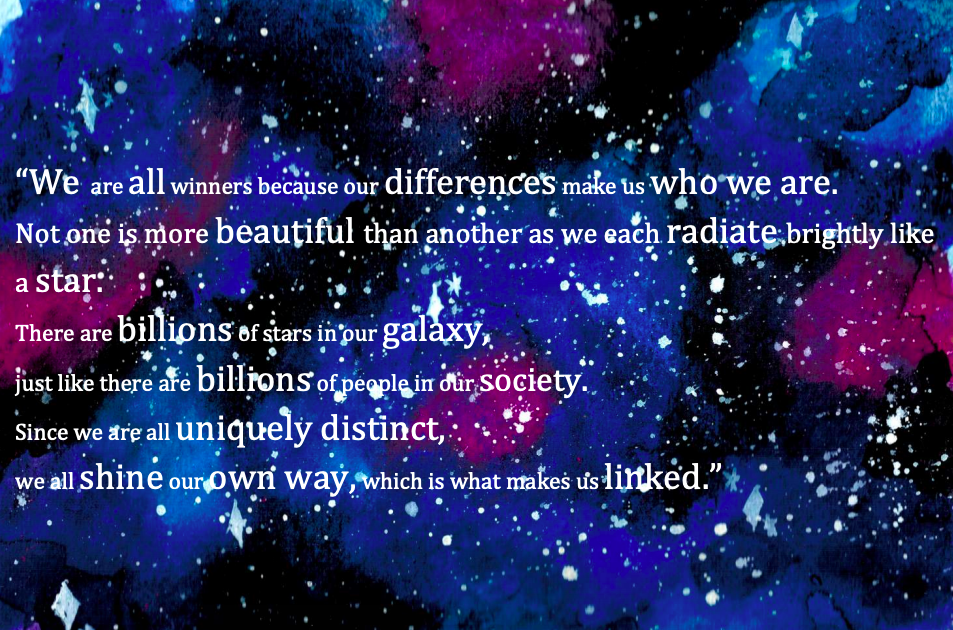 “We are all winners because our differences make us who we are.
Not one is more beautiful than another as we each radiate brightly like
a star.
There are billions of stars in our galaxy,
just like there are billions of people in our society.
Since we are all uniquely distinct,
we all shine our own way, which is what makes us linked.”